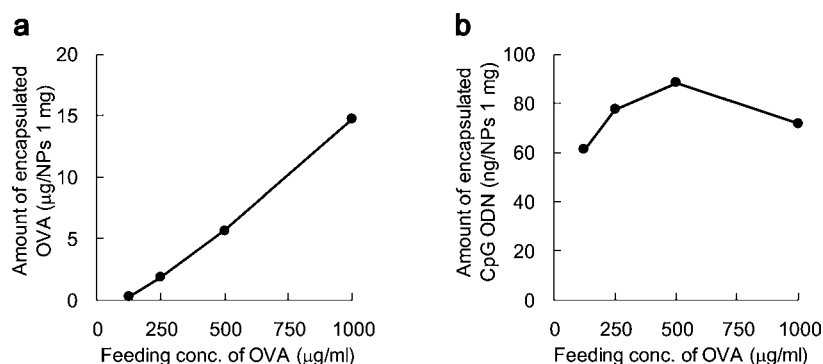 a
Amount of encapsulated
OVA (μg/NPs 1 mg)
20
15
10
5
0
0 250 500 750 1000
Feeding conc. of OVA (μg/ml)
b
Amount of encapsulated
CpG ODN (ng/NPs 1 mg)
100
80
60
40
20
0
0 250 500 750 1000
Feeding conc. of OVA (μg/ml)